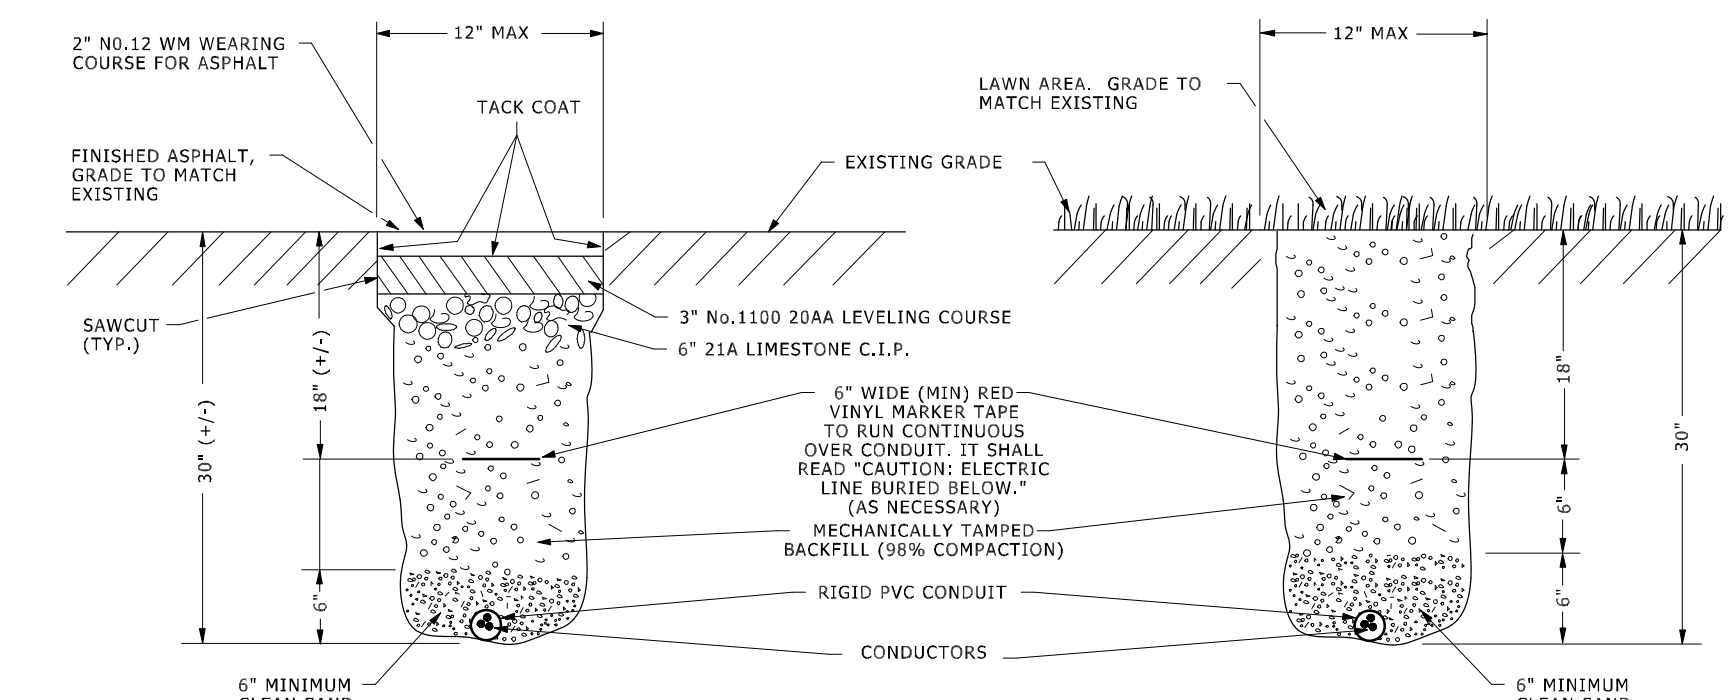 12" MAX
2" N0.12 WM WEARING
COURSE FOR ASPHALT
TACK COAT
FINISHED ASPHALT,
GRADE TO MATCH
EXISTING
EXISTING GRADE
12" MAX
LAWN AREA. GRADE TO
MATCH EXISTING
SAWCUT
(TYP.)
3" No.1100 20AA LEVELING COURSE
6" 21A LIMESTONE C.I.P.
30" (+/-)
18" (+/-)
6"
6" WIDE (MIN) RED
VINYL MARKER TAPE
TO RUN CONTINUOUS
OVER CONDUIT. IT SHALL
READ "CAUTION: ELECTRIC
LINE BURIED BELOW."
(AS NECESSARY)
MECHANICALLY TAMPED
BACKFILL (98% COMPACTION)
RIGID PVC CONDUIT
CONDUCTORS
18"
6"
6"
30"
6" MINIMUM
CLEAN SAND
6" MINIMUM
CLEAN SAND